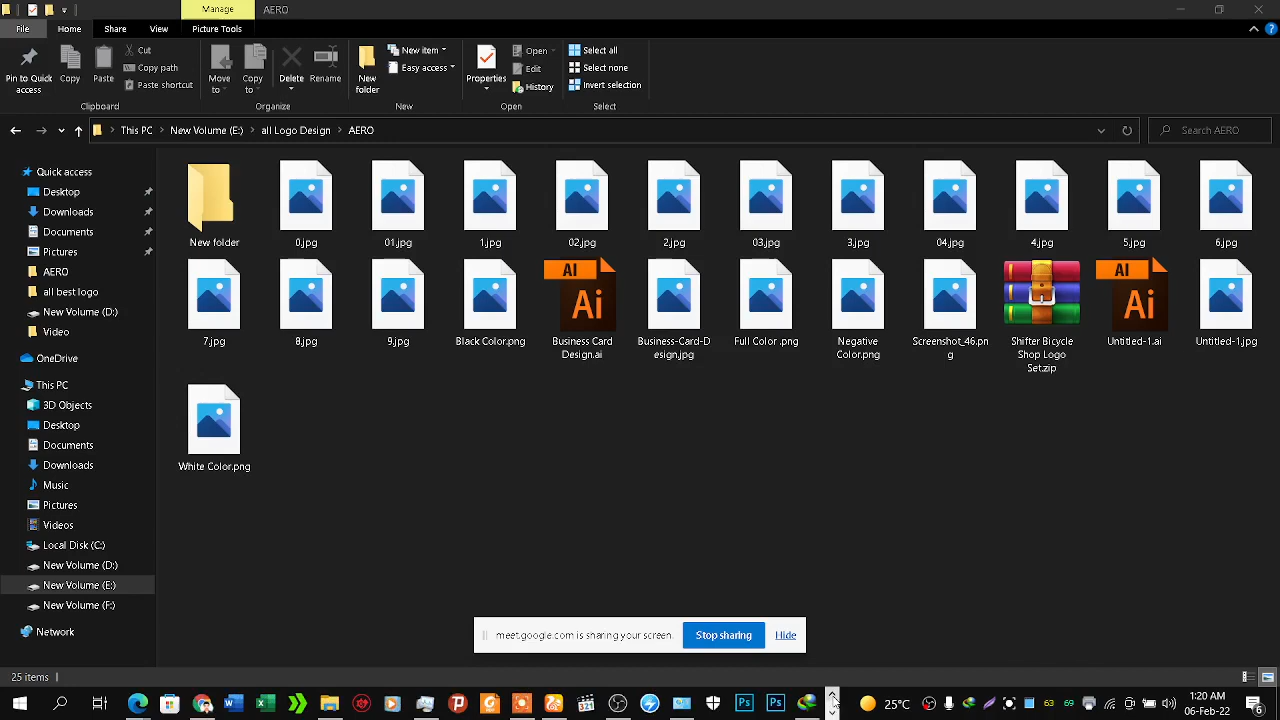 Manage AERO
File Home Share View Picture Tools
Pin to Quick access
Copy
Paste
Cut
Copy path
Paste shortcut
Move to
Copy to
Delete
Rename
New folder
New item
Easy access
Properties
Open
Edit
History
Select all
Select none
Invert selection
Clipboard Organize New Open Select
This PC New Volume (E:) all Logo Design AERO
Search AERO
Quick access
Desktop
Downloads
Documents
Pictures
AERO
all best logo
New Volume (D:)
Video
OneDrive
This PC
3D Objects
Desktop
Documents
Downloads
Music
Pictures
Videos
Local Disk (C:)
New Volume (D:)
New Volume (E:)
New Volume (F:)
Network
New folder 0.jpg 01.jpg 1.jpg 02.jpg 2.jpg 03.jpg 3.jpg 04.jpg 4.jpg 5.jpg 6.jpg
AI AI
Ai Ai
7.jpg 8.jpg 9.jpg Black Color.png Business Card Design.ai Business-Card-Design.jpg Full Color .png Negative Color.png Screenshot_46.png Shifter Bicycle Shop Logo Set.zip Untitled-1.ai Untitled-1.jpg
White Color.png
meet.google.com is sharing your screen. Stop sharing Hide
25 items
Ps Ps
25°C
63 69
1:20 AM
06-Feb-22
6